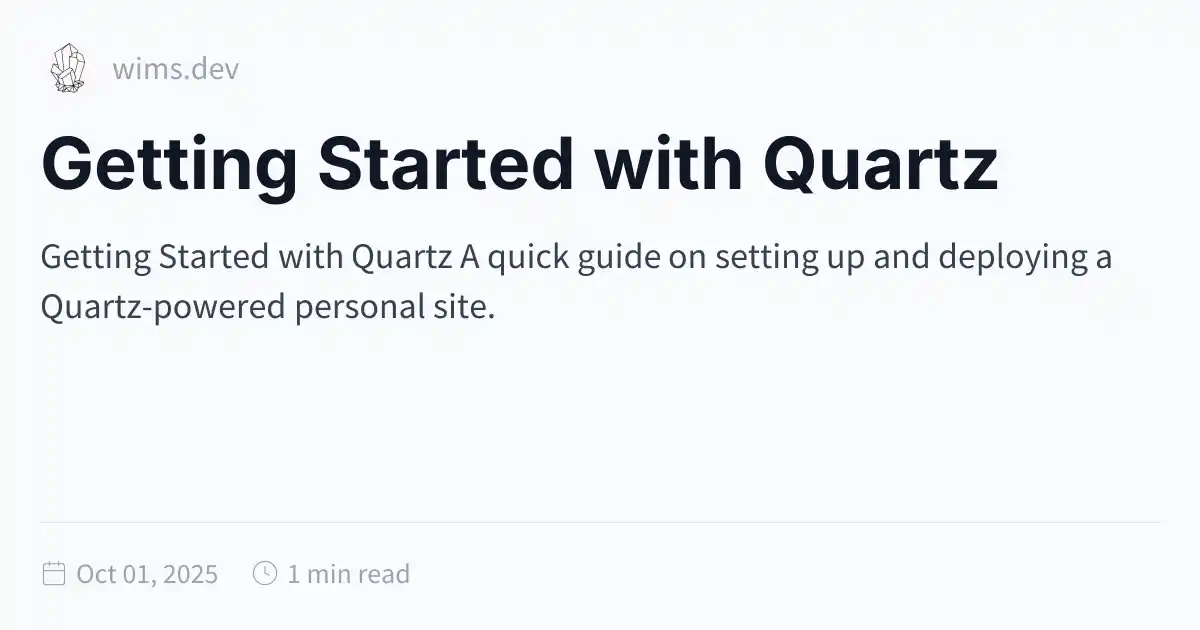 wims.dev
Getting Started with Quartz
Getting Started with Quartz A quick guide on setting up and deploying a
Quartz-powered personal site.
Oct 01, 2025 1 min read